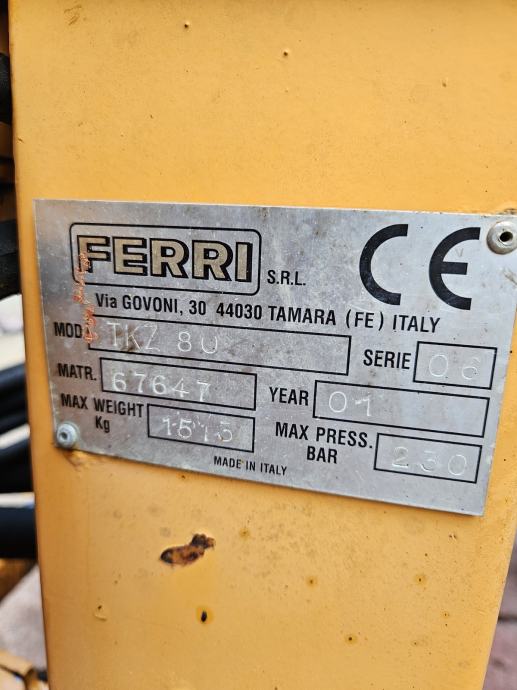 FERRI S.R.L. CE
Via GOVONI, 30 44030 TAMARA (FE) ITALY
MOD. TKZ 80 SERIE 06
MATR. 67647 YEAR 01
MAX WEIGHT Kg 1515 MAX PRESS. BAR 230
MADE IN ITALY